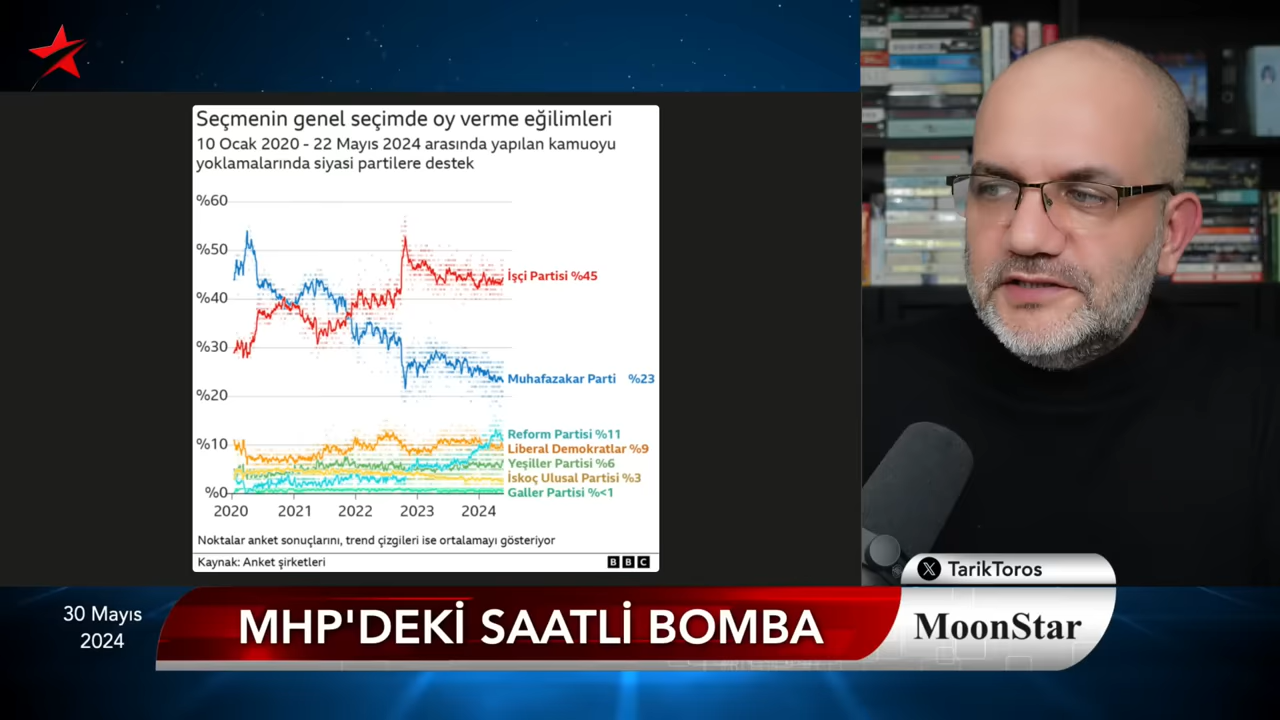 Seçmenin genel seçimde oy verme eğilimleri
10 Ocak 2020 - 22 Mayıs 2024 arasında yapılan kamuoyu
yoklamalarında siyasi partilere destek
%60
%50
%40
%30
%20
%10
%0
2020 2021 2022 2023 2024
İşçi Partisi %45
Muhafazakar Parti %23
Reform Partisi %11
Liberal Demokratlar %9
Yeşiller Partisi %6
İskoç Ulusal Partisi %3
Galler Partisi %<1
Noktalar anket sonuçlarını, trend çizgileri ise ortalamayı gösteriyor
Kaynak: Anket şirketleri
BBC
X TarikToros
MoonStar
30 Mayıs
2024
MHP'DEKİ SAATLİ BOMBA